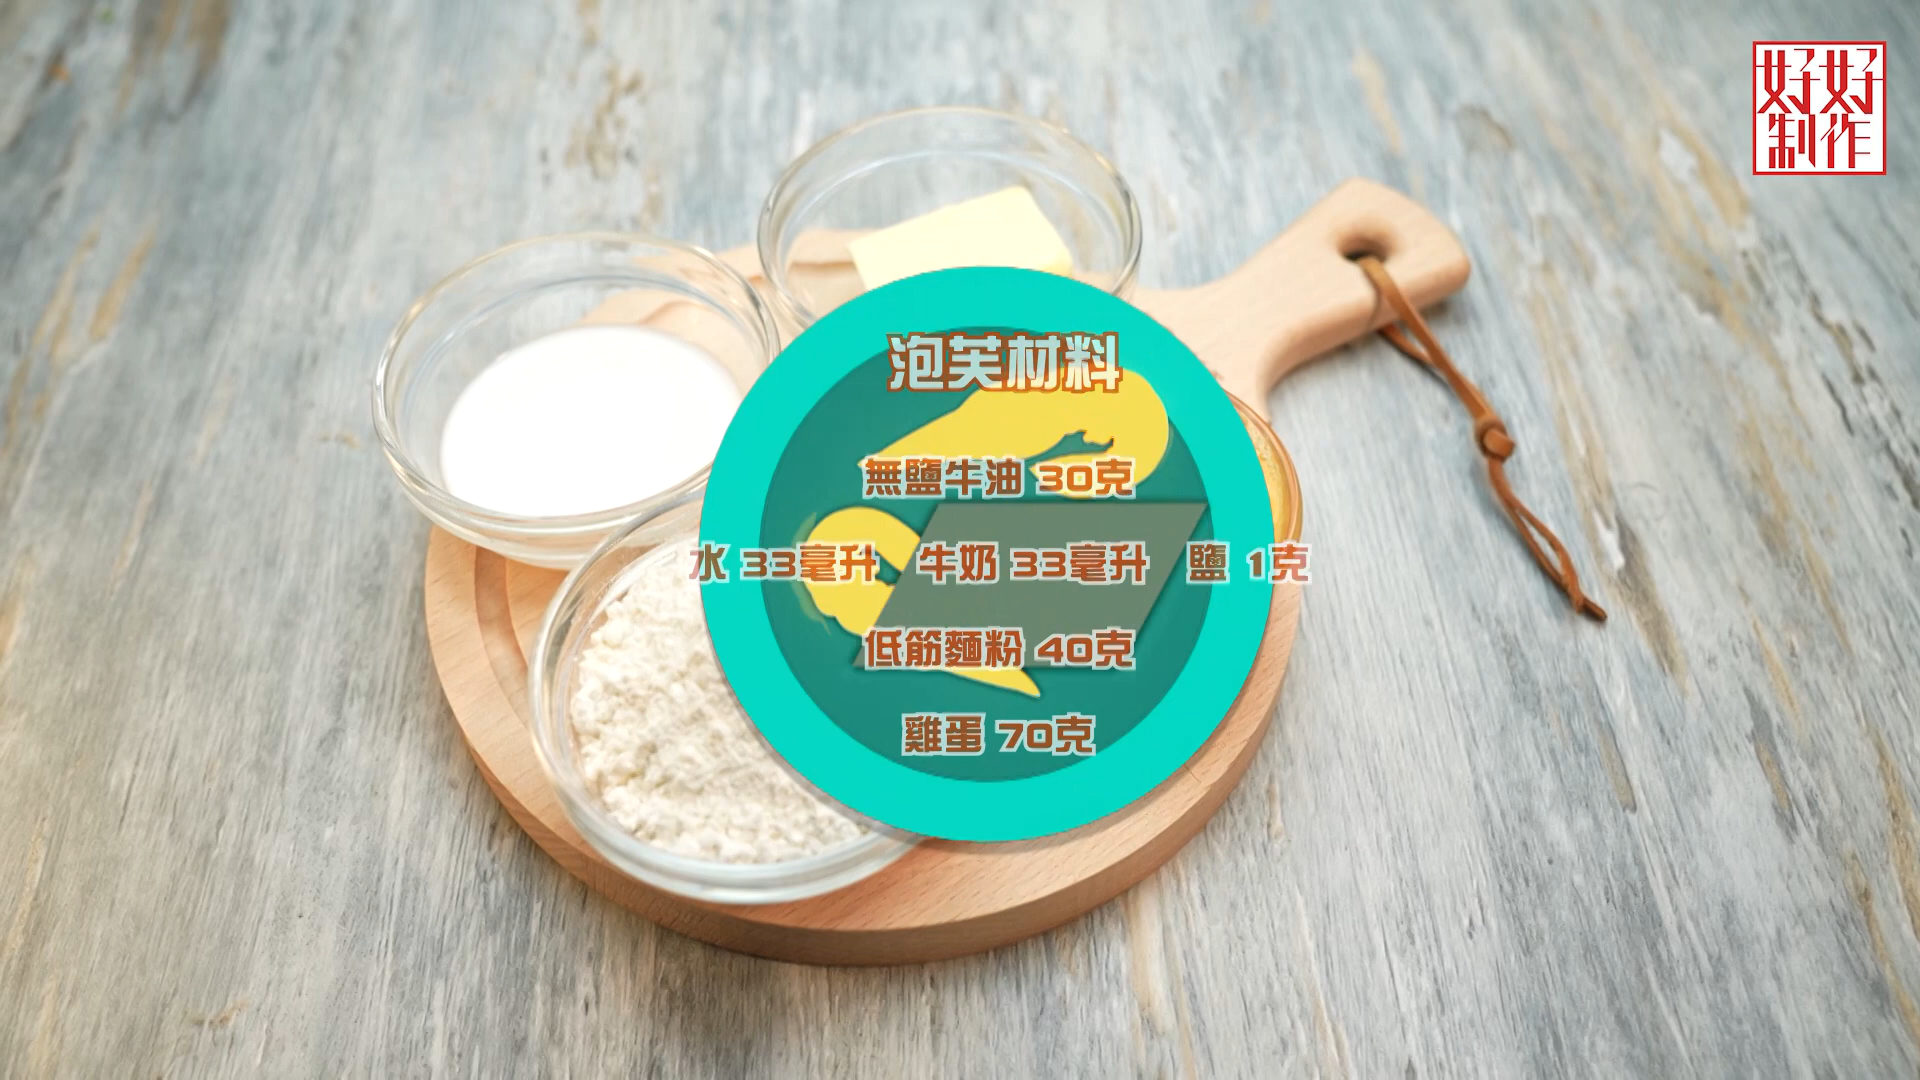 好好
制作
泡芙材料
無鹽牛油 30克
水 33毫升 牛奶 33毫升 鹽 1克
低筋麵粉 40克
雞蛋 70克